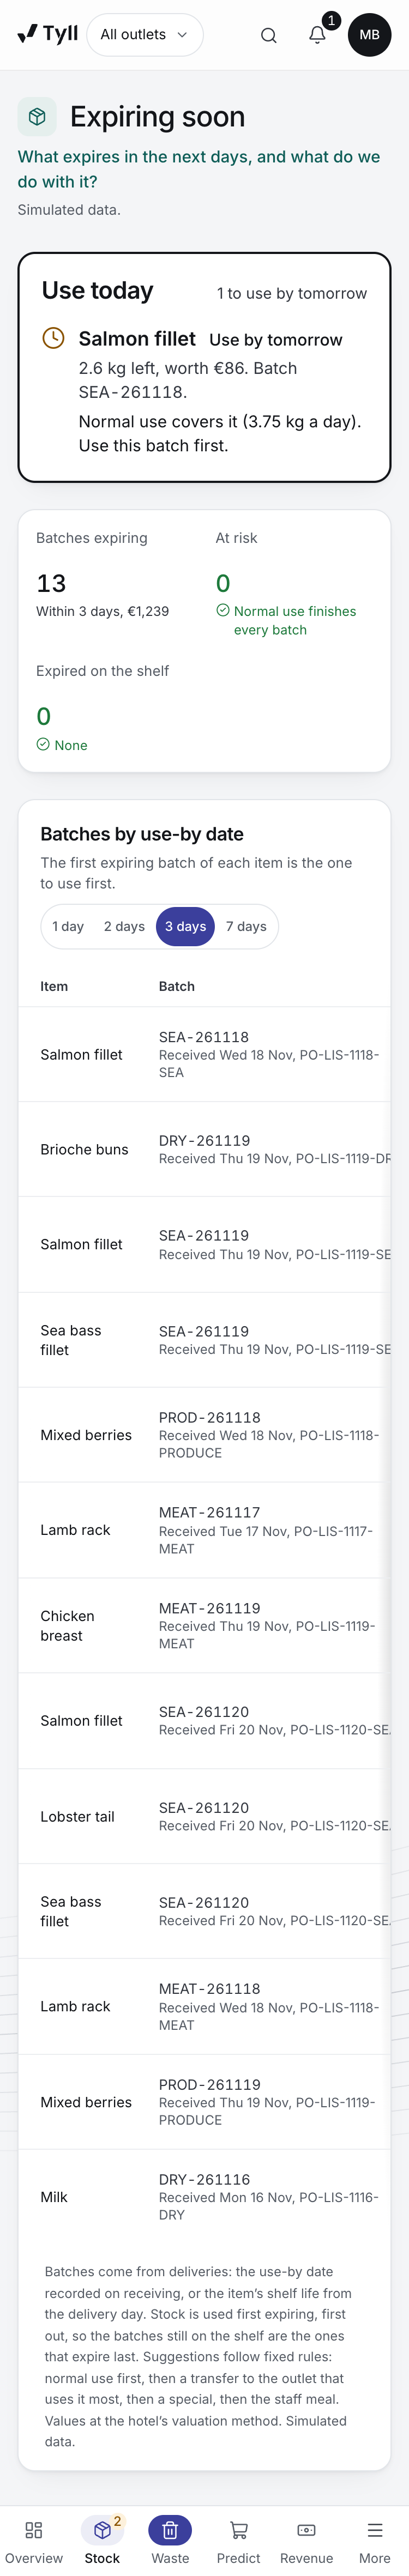 Tyll
All outlets
1
MB
Expiring soon
What expires in the next days, and what do we
do with it?
Simulated data.
Use today
1 to use by tomorrow
Salmon fillet Use by tomorrow
2.6 kg left, worth €86. Batch
SEA-261118.
Normal use covers it (3.75 kg a day).
Use this batch first.
Batches expiring
13
Within 3 days, €1,239
At risk
0
Normal use finishes
every batch
Expired on the shelf
0
None
Batches by use-by date
The first expiring batch of each item is the one
to use first.
1 day 2 days 3 days 7 days
Item Batch
Salmon fillet
SEA-261118
Received Wed 18 Nov, PO-LIS-1118-
SEA
Brioche buns
DRY-261119
Received Thu 19 Nov, PO-LIS-1119-DR
Salmon fillet
SEA-261119
Received Thu 19 Nov, PO-LIS-1119-SE
Sea bass
fillet
SEA-261119
Received Thu 19 Nov, PO-LIS-1119-SE
Mixed berries
PROD-261118
Received Wed 18 Nov, PO-LIS-1118-
PRODUCE
Lamb rack
MEAT-261117
Received Tue 17 Nov, PO-LIS-1117-
MEAT
Chicken
breast
MEAT-261119
Received Thu 19 Nov, PO-LIS-1119-
MEAT
Salmon fillet
SEA-261120
Received Fri 20 Nov, PO-LIS-1120-SE
Lobster tail
SEA-261120
Received Fri 20 Nov, PO-LIS-1120-SE
Sea bass
fillet
SEA-261120
Received Fri 20 Nov, PO-LIS-1120-SE
Lamb rack
MEAT-261118
Received Wed 18 Nov, PO-LIS-1118-
MEAT
Mixed berries
PROD-261119
Received Thu 19 Nov, PO-LIS-1119-
PRODUCE
Milk
DRY-261116
Received Mon 16 Nov, PO-LIS-1116-
DRY
Batches come from deliveries: the use-by date
recorded on receiving, or the item's shelf life from
the delivery day. Stock is used first expiring, first
out, so the batches still on the shelf are the ones
that expire last. Suggestions follow fixed rules:
normal use first, then a transfer to the outlet that
uses it most, then a special, then the staff meal.
Values at the hotel's valuation method. Simulated
data.
2
Overview Stock Waste Predict Revenue More